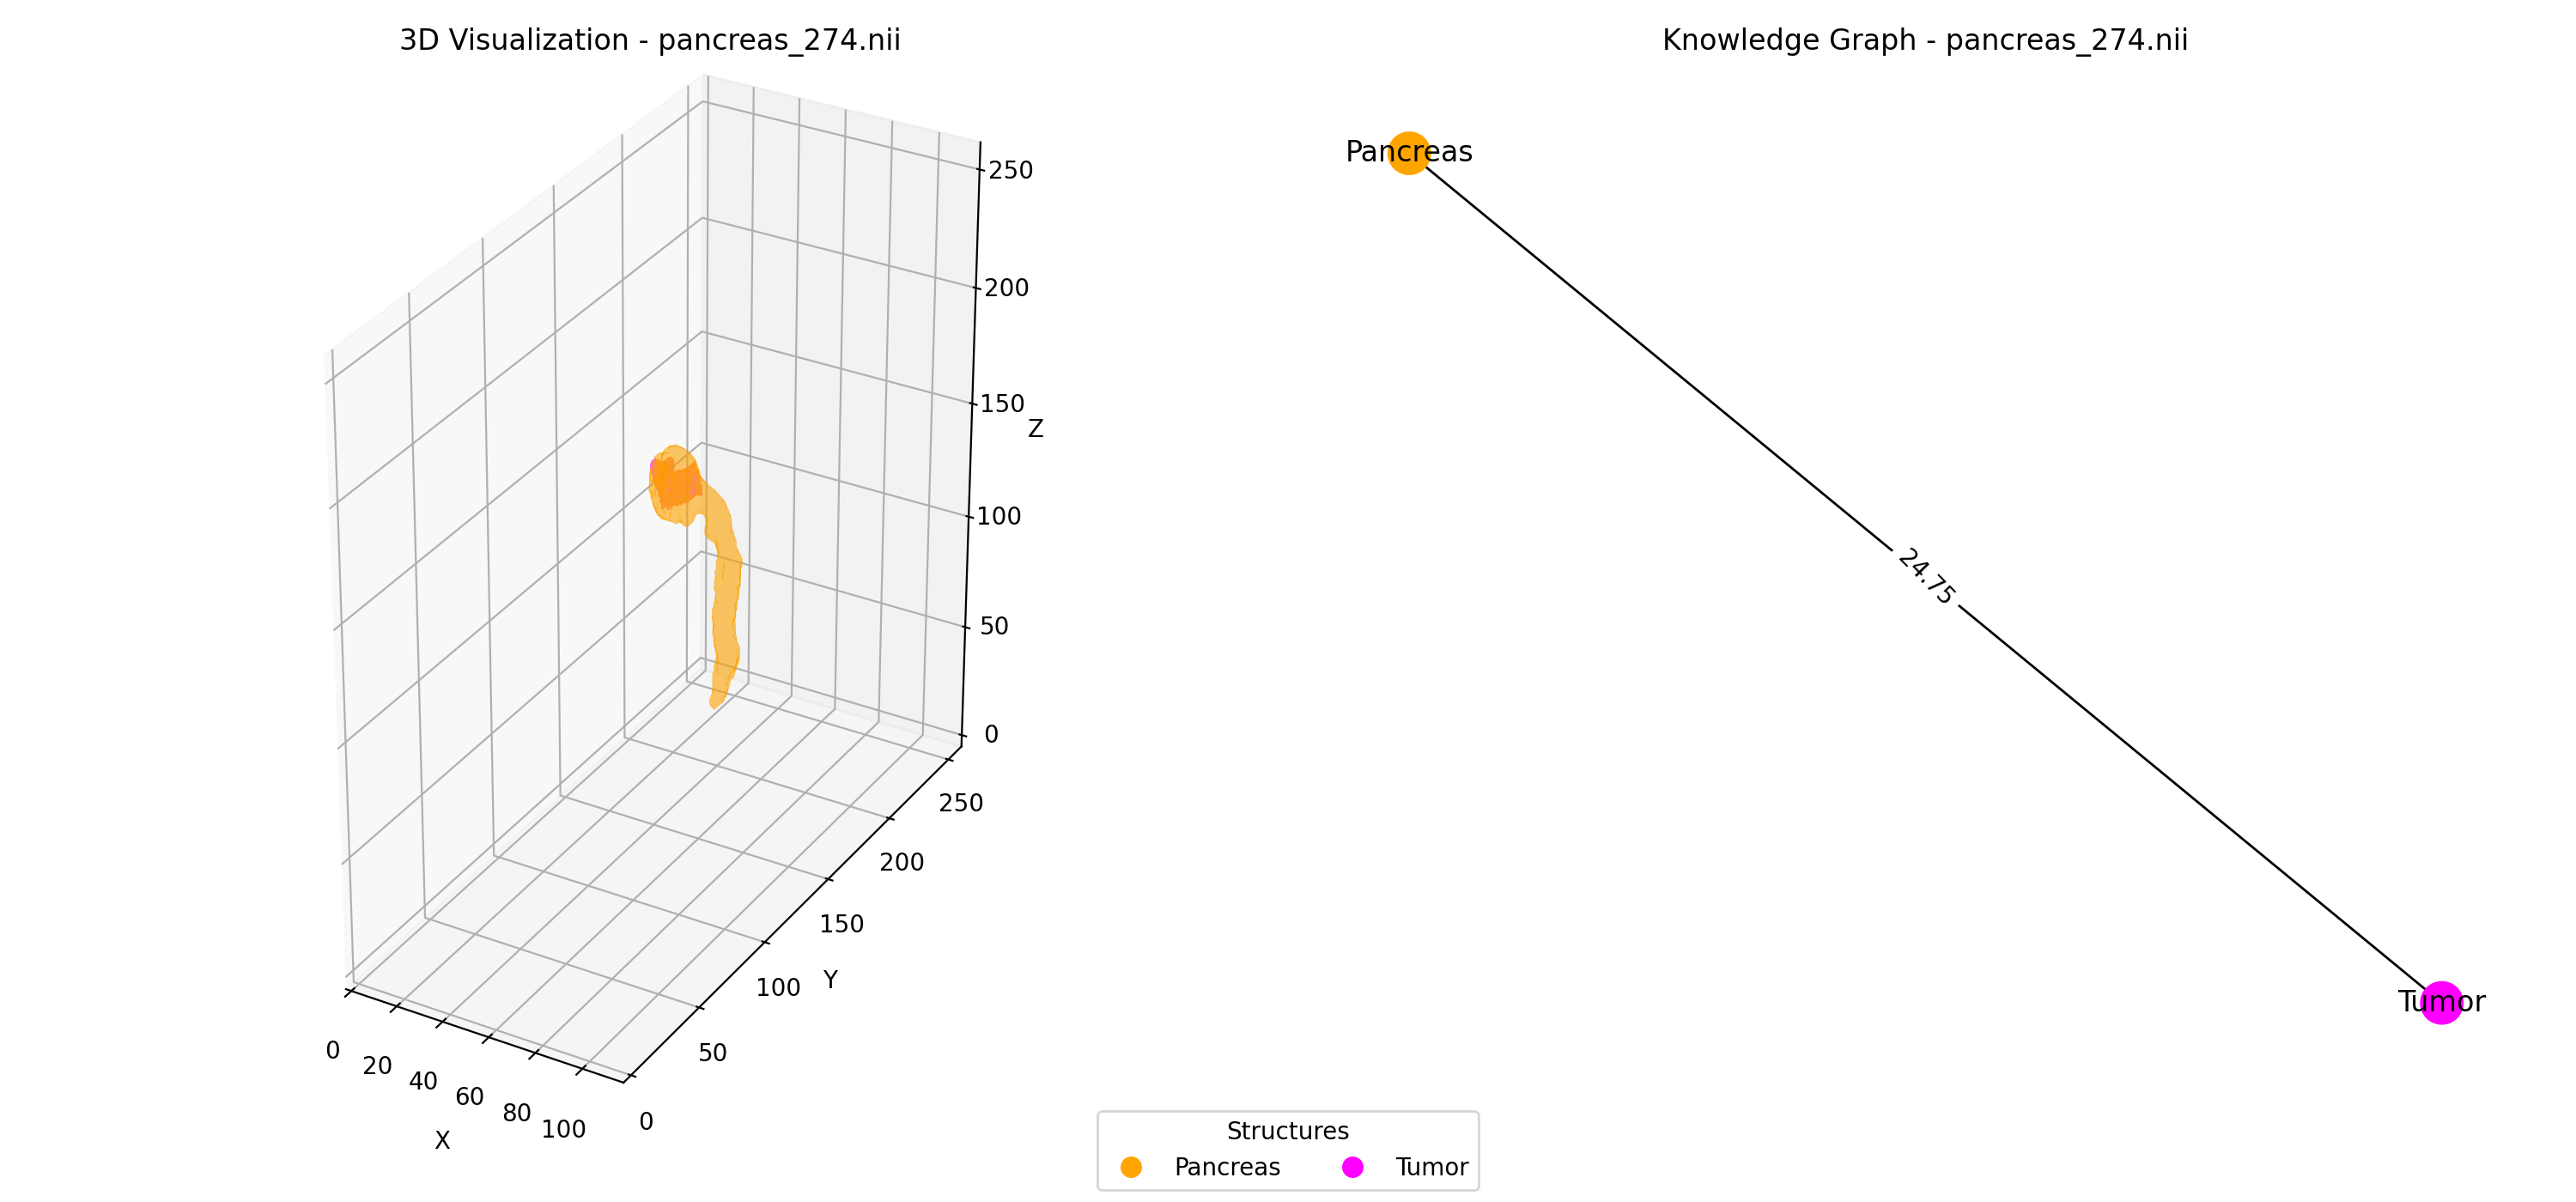 3D Visualization - pancreas_274.nii
250
200
150
Z
100
50
0
250
200
150
100
Y
50
0
0
20
40
60
80
100
X
Knowledge Graph - pancreas_274.nii
Pancreas
24.75
Tumor
Structures
Pancreas
Tumor